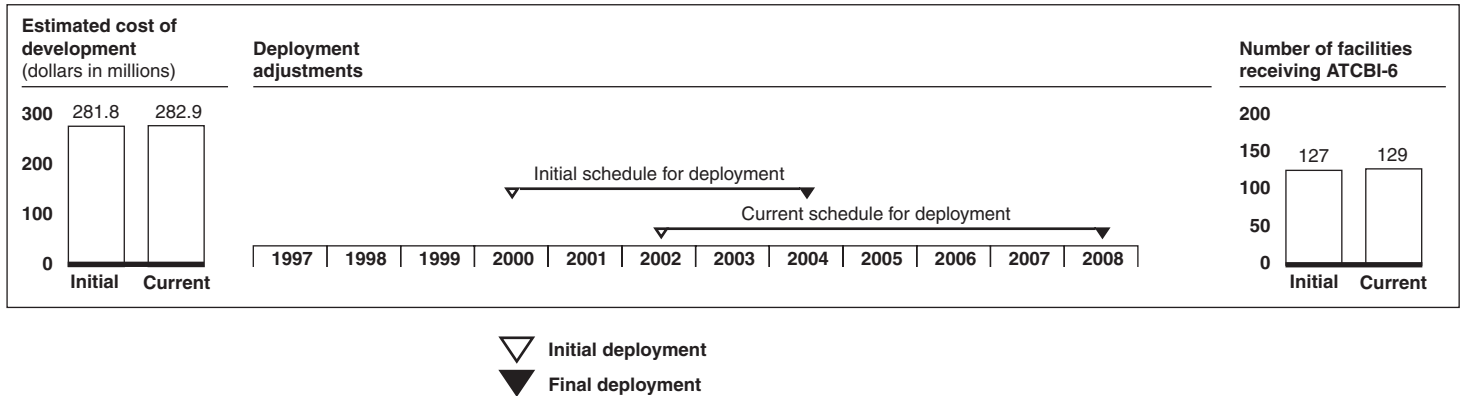 Estimated cost of
development
(dollars in millions)
300
200
100
0
281.8 282.9
Initial Current
Deployment
adjustments
Initial schedule for deployment
Current schedule for deployment
1997 1998 1999 2000 2001 2002 2003 2004 2005 2006 2007 2008
Number of facilities
receiving ATCBI-6
200
150
100
50
0
127 129
Initial Current
Initial deployment
Final deployment